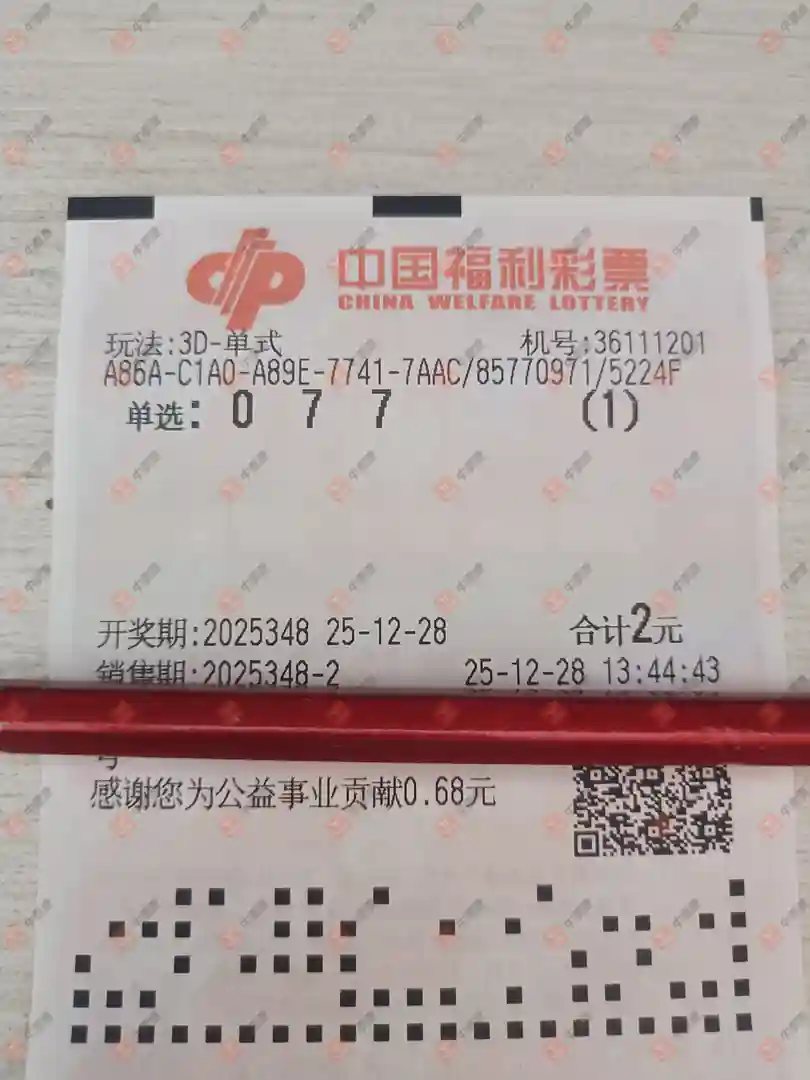 中国福利彩票
CHINA WELFARE LOTTERY
玩法:3D-单式 机号:36111201
A86A-C1A0-A89E-7741-7AAC/85770971/5224F
单选: 0 7 7 (1)
开奖期:2025348 25-12-28 合计2元
销售期:2025348-2 25-12-28 13:44:43
号
感谢您为公益事业贡献0.68元